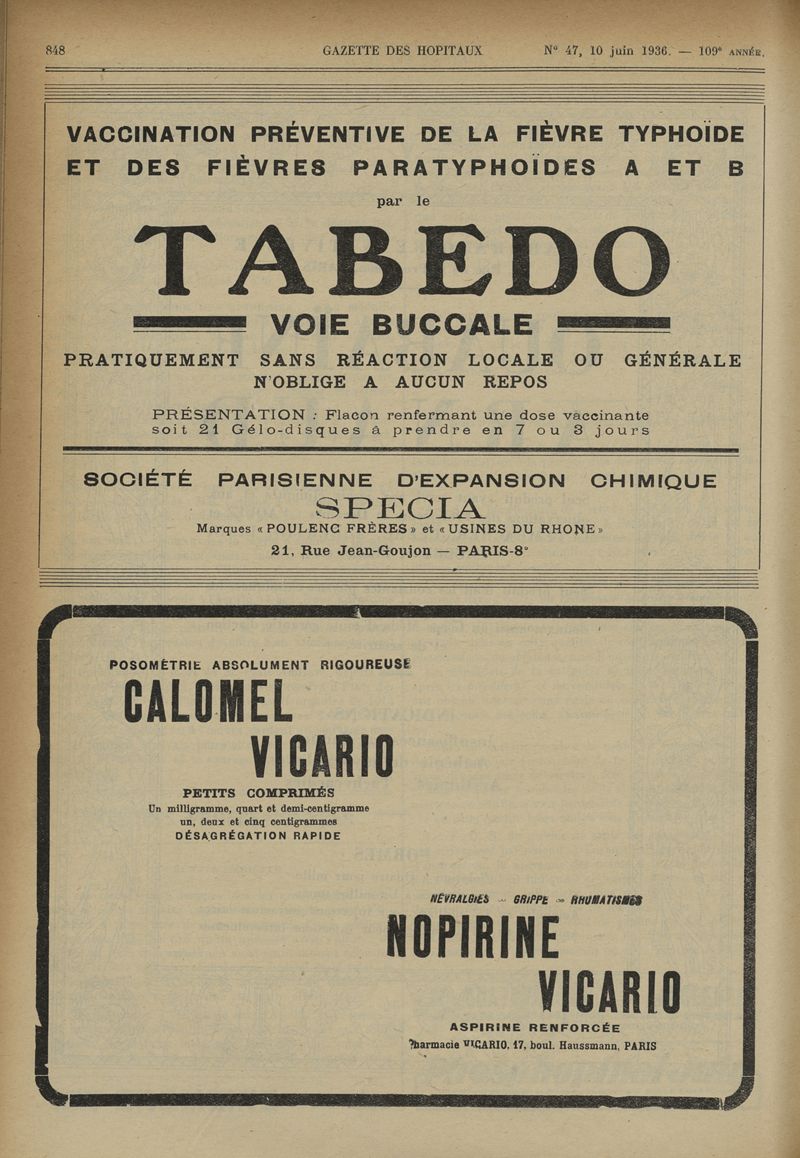 848 GAZETTE DES HOPITAUX N° 47, 10 juin 1936. — 109e ANNÉE.
VACCINATION PRÉVENTIVE DE LA FIÈVRE TYPHOÏDE
ET DES FIÈVRES PARATYPHOÏDES A ET B
par le
TABEDO
VOIE BUCCALE
PRATIQUEMENT SANS RÉACTION LOCALE OU GÉNÉRALE
N'OBLIGE A AUCUN REPOS
PRÉSENTATION : Flacon renfermant une dose vaccinante
soit 21 Gélo-disques à prendre en 7 ou 3 jours
SOCIÉTÉ PARISIENNE D'EXPANSION CHIMIQUE
SPECIA
Marques « POULENC FRÈRES » et « USINES DU RHONE »
21, Rue Jean-Goujon — PARIS-8e
POSOMÉTRIE ABSOLUMENT RIGOUREUSE
CALOMEL
VICARIO
PETITS COMPRIMÉS
Un milligramme, quart et demi-centigramme
un, deux et cinq centigrammes
DÉSAGRÉGATION RAPIDE
NÉVRALGIES - GRIPPE - RHUMATISMES
NOPIRINE
VICARIO
ASPIRINE RENFORCÉE
Pharmacie VICARIO, 17, boul. Haussmann, PARIS